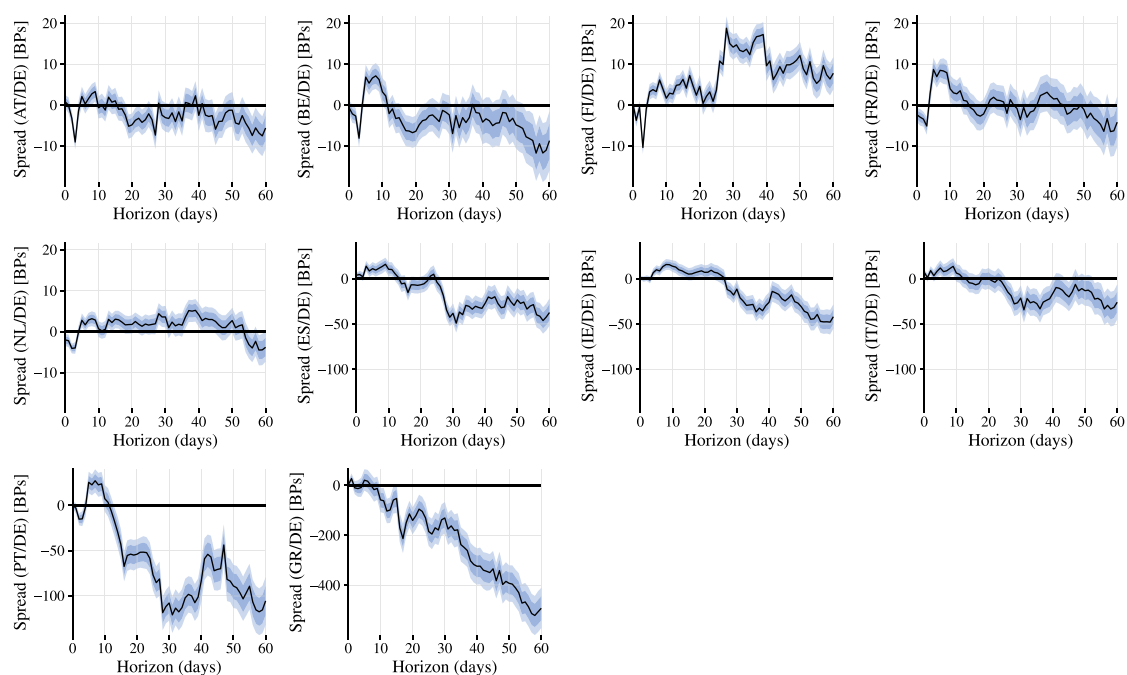 Spread (AT/DE) [BPs]
20
10
0
−10
0 10 20 30 40 50 60
Horizon (days)
Spread (BE/DE) [BPs]
20
10
0
−10
0 10 20 30 40 50 60
Horizon (days)
Spread (FI/DE) [BPs]
20
10
0
−10
0 10 20 30 40 50 60
Horizon (days)
Spread (FR/DE) [BPs]
20
10
0
−10
0 10 20 30 40 50 60
Horizon (days)
Spread (NL/DE) [BPs]
20
10
0
−10
0 10 20 30 40 50 60
Horizon (days)
Spread (ES/DE) [BPs]
0
−50
−100
0 10 20 30 40 50 60
Horizon (days)
Spread (IE/DE) [BPs]
0
−50
−100
0 10 20 30 40 50 60
Horizon (days)
Spread (IT/DE) [BPs]
0
−50
−100
0 10 20 30 40 50 60
Horizon (days)
Spread (PT/DE) [BPs]
0
−50
−100
0 10 20 30 40 50 60
Horizon (days)
Spread (GR/DE) [BPs]
0
−200
−400
0 10 20 30 40 50 60
Horizon (days)